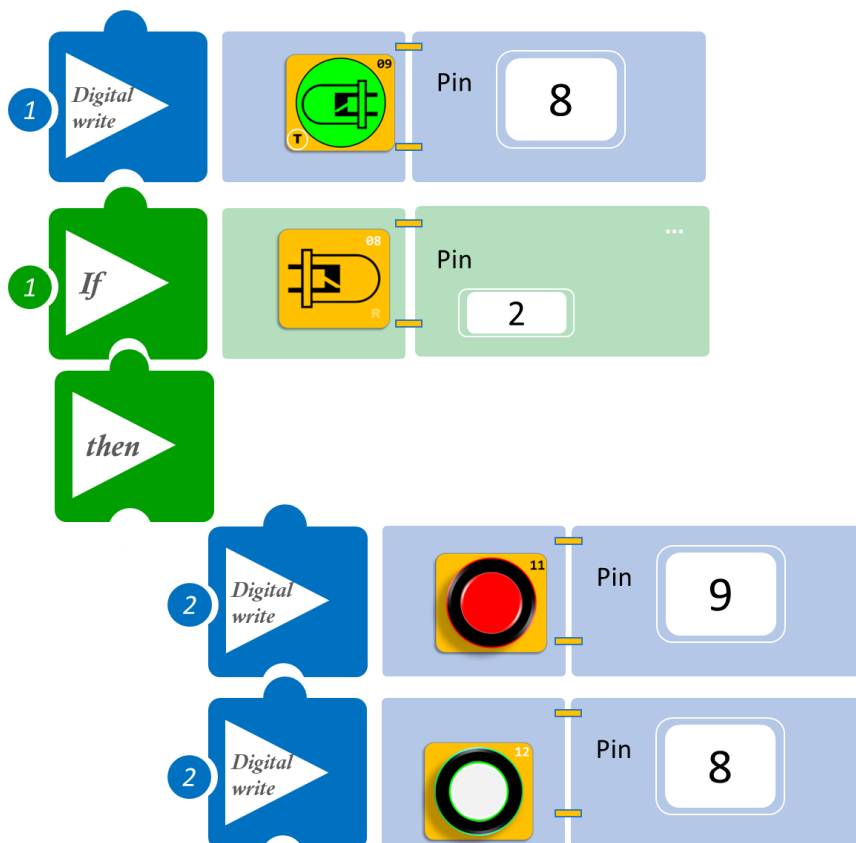 1
Digital
write
09
T
Pin
8
1
If
08
R
Pin
...
2
then
2
Digital
write
11
Pin
9
2
Digital
write
12
Pin
8